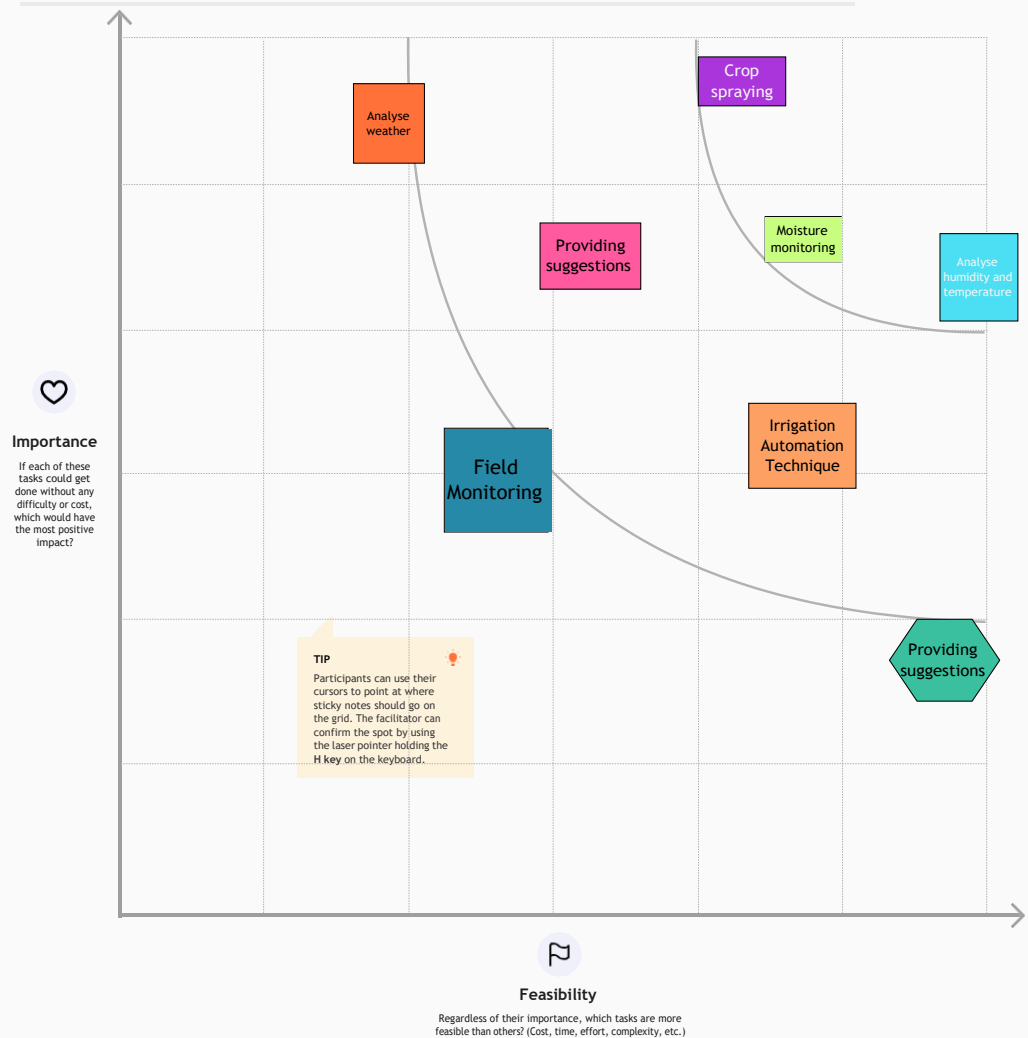 Crop
spraying
Analyse
weather
Moisture
monitoring
Providing
suggestions
Analyse
humidity and
temperature
Irrigation
Automation
Technique
Importance
If each of these
tasks could get
done without any
difficulty or cost,
which would have
the most positive
impact?
Field
Monitoring
Providing
suggestions
TIP
Participants can use their
cursors to point at where
sticky notes should go on
the grid. The facilitator can
confirm the spot by using
the laser pointer holding the
H key on the keyboard.
Feasibility
Regardless of their importance, which tasks are more
feasible than others? (Cost, time, effort, complexity, etc.)